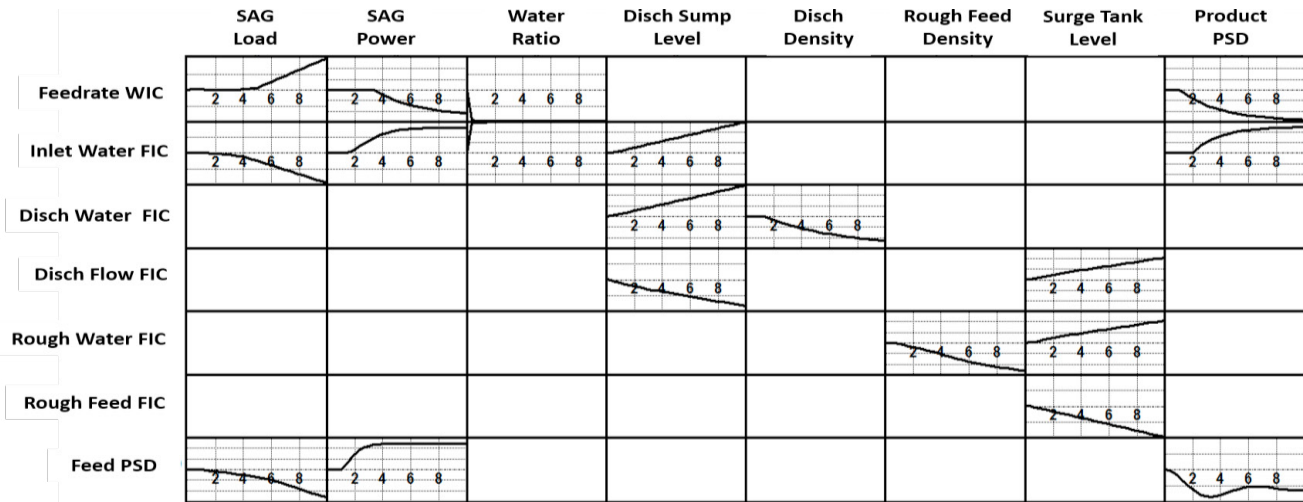 SAG Load
SAG Power
Water Ratio
Disch Sump Level
Disch Density
Rough Feed Density
Surge Tank Level
Product PSD
Feedrate WIC
2 4 6 8
2 4 6 8
2 4 6 8
2 4 6 8
Inlet Water FIC
2 4 6 8
2 4 6 8
2 4 6 8
2 4 6 8
2 4 6 8
Disch Water FIC
2 4 6 8
2 4 6 8
Disch Flow FIC
2 4 6 8
2 4 6 8
Rough Water FIC
2 4 6 8
2 4 6 8
Rough Feed FIC
2 4 6 8
Feed PSD
2 4 6 8
2 4 6 8
2 4 6 8